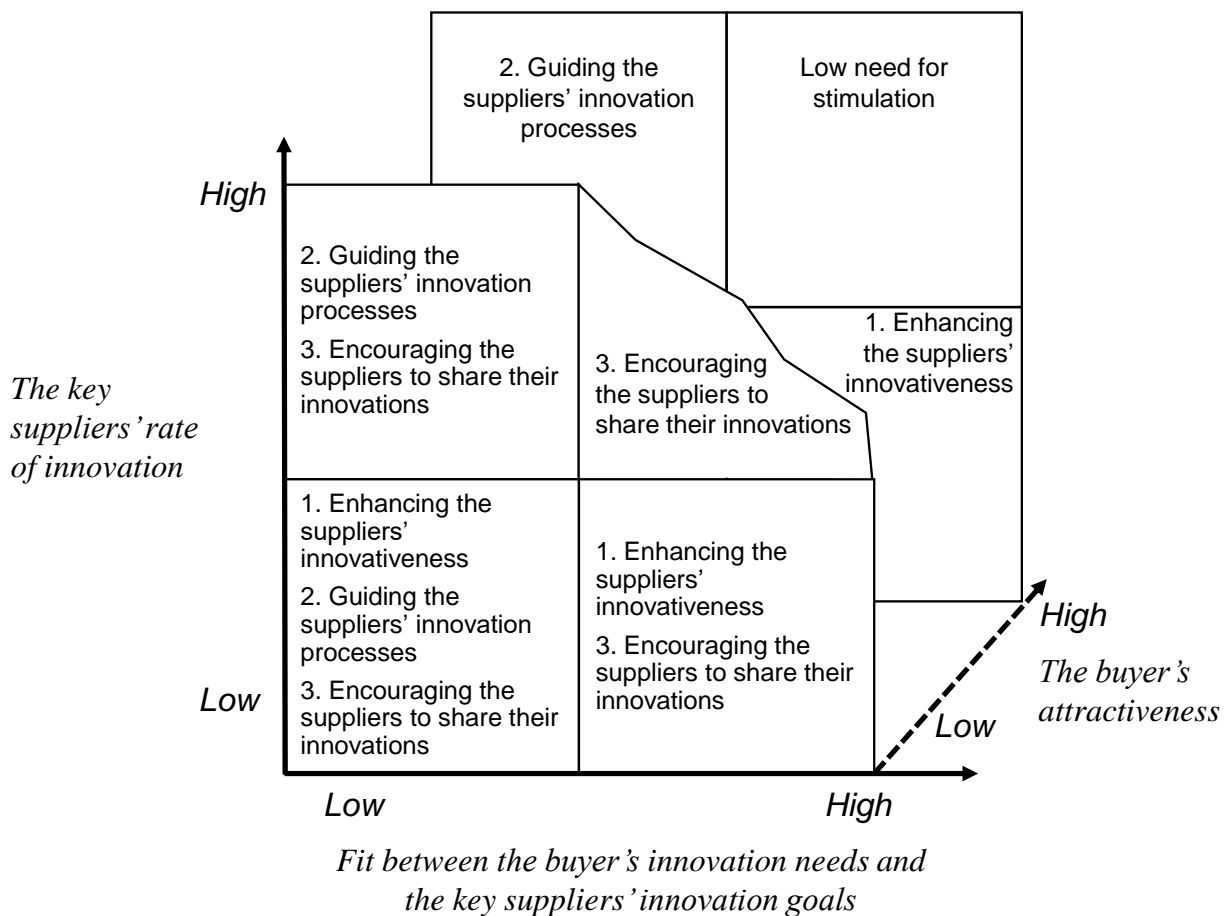 2. Guiding the
suppliers’ innovation
processes
Low need for
stimulation
High
2. Guiding the
suppliers’ innovation
processes
3. Encouraging the
suppliers to share their
innovations
3. Encouraging
the suppliers to
share their innovations
1. Enhancing
the suppliers’
innovativeness
The key
suppliers’ rate
of innovation
1. Enhancing the
suppliers’
innovativeness
2. Guiding the
suppliers’ innovation
processes
3. Encouraging the
suppliers to share their
innovations
1. Enhancing the
suppliers’
innovativeness
3. Encouraging the
suppliers to share their
innovations
Low
High
The buyer’s
attractiveness
Low
Low
High
Fit between the buyer’s innovation needs and
the key suppliers’ innovation goals